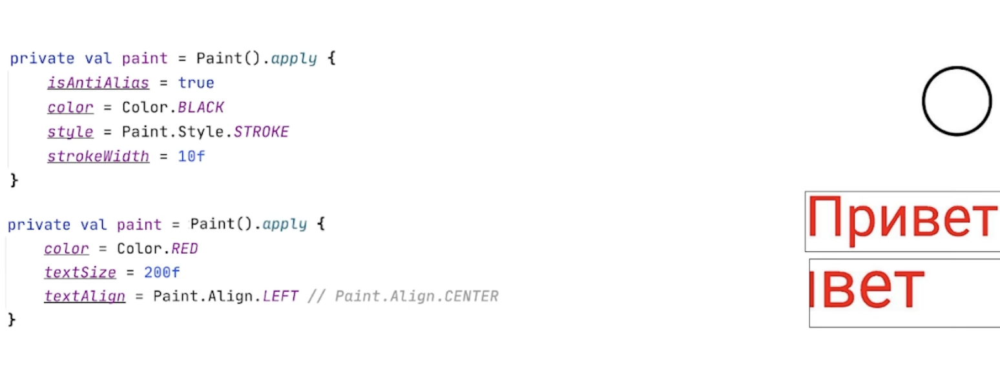 private val paint = Paint().apply {
    isAntiAlias = true
    color = Color.BLACK
    style = Paint.Style.STROKE
    strokeWidth = 10f
}
Привет
private val paint = Paint().apply {
    color = Color.RED
    textSize = 200f
    textAlign = Paint.Align.LEFT // Paint.Align.CENTER
}
вет